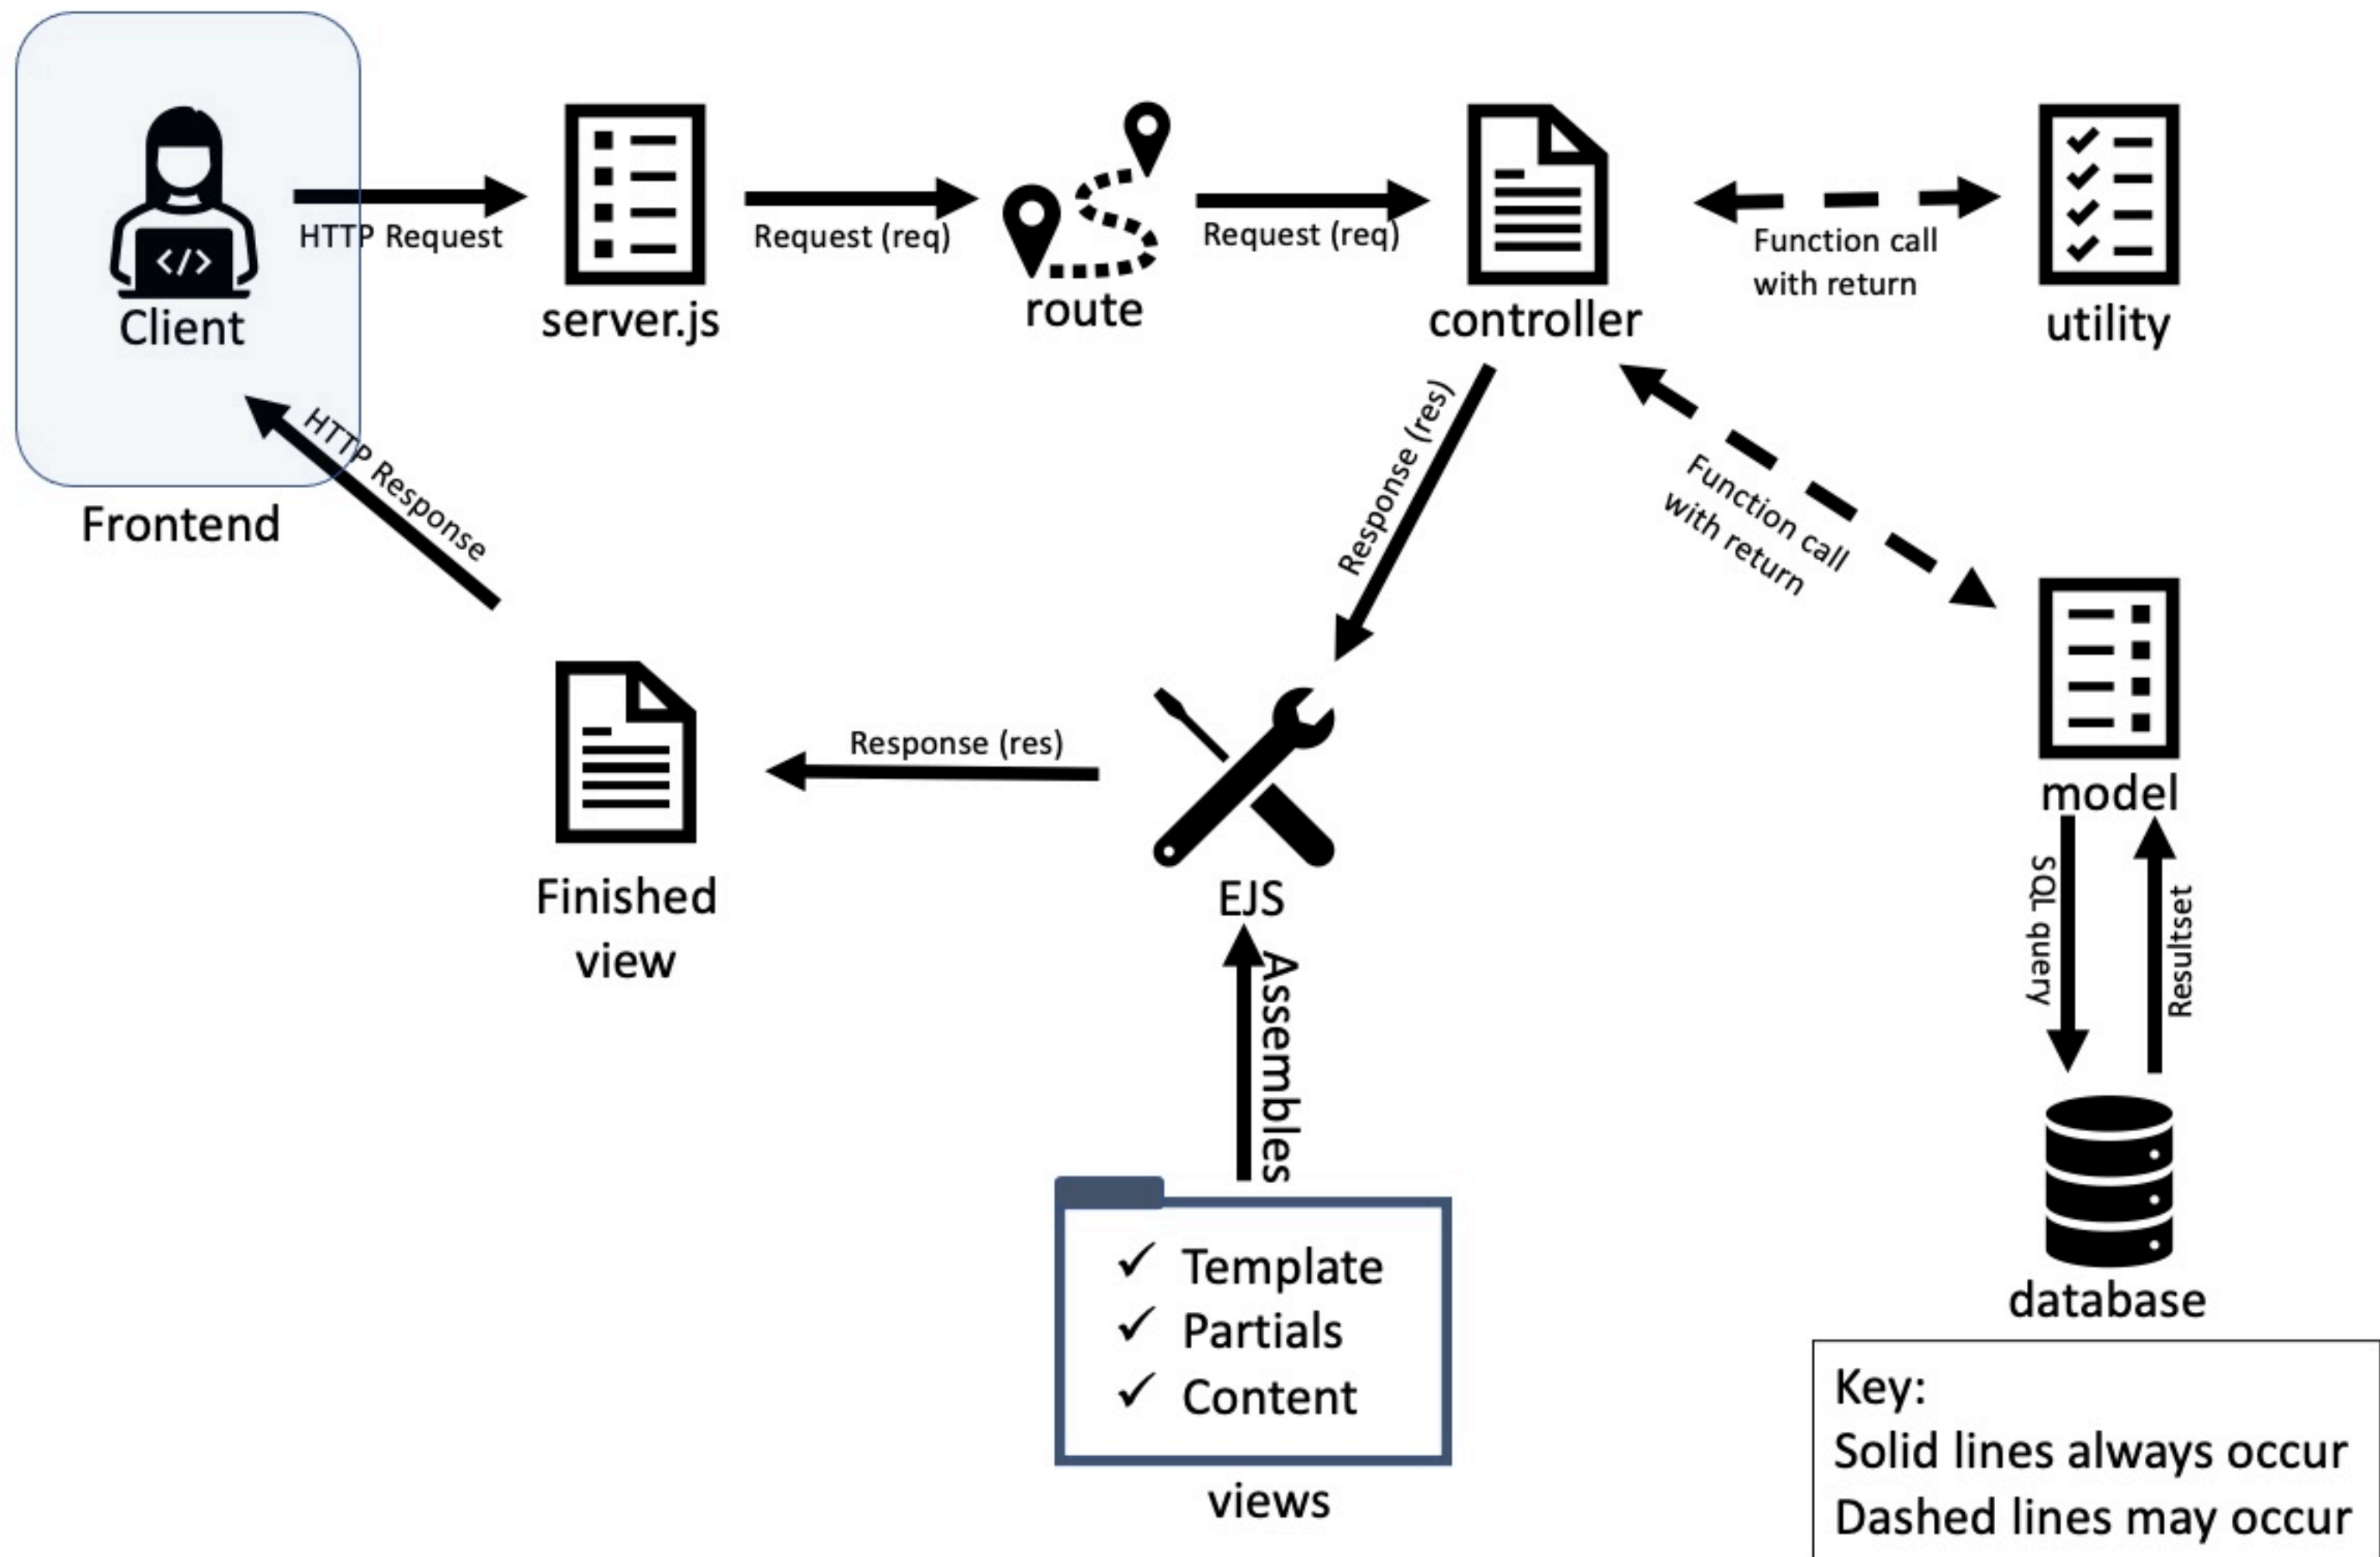 </>
Client
Frontend
HTTP Request
server.js
Request (req)
route
Request (req)
controller
Function call
with return
utility
Function call
with return
model
SQL query
Resultset
database
Response (res)
EJS
Assembles
Template
Partials
Content
views
Response (res)
Finished
view
HTTP Response
Key:
Solid lines always occur
Dashed lines may occur